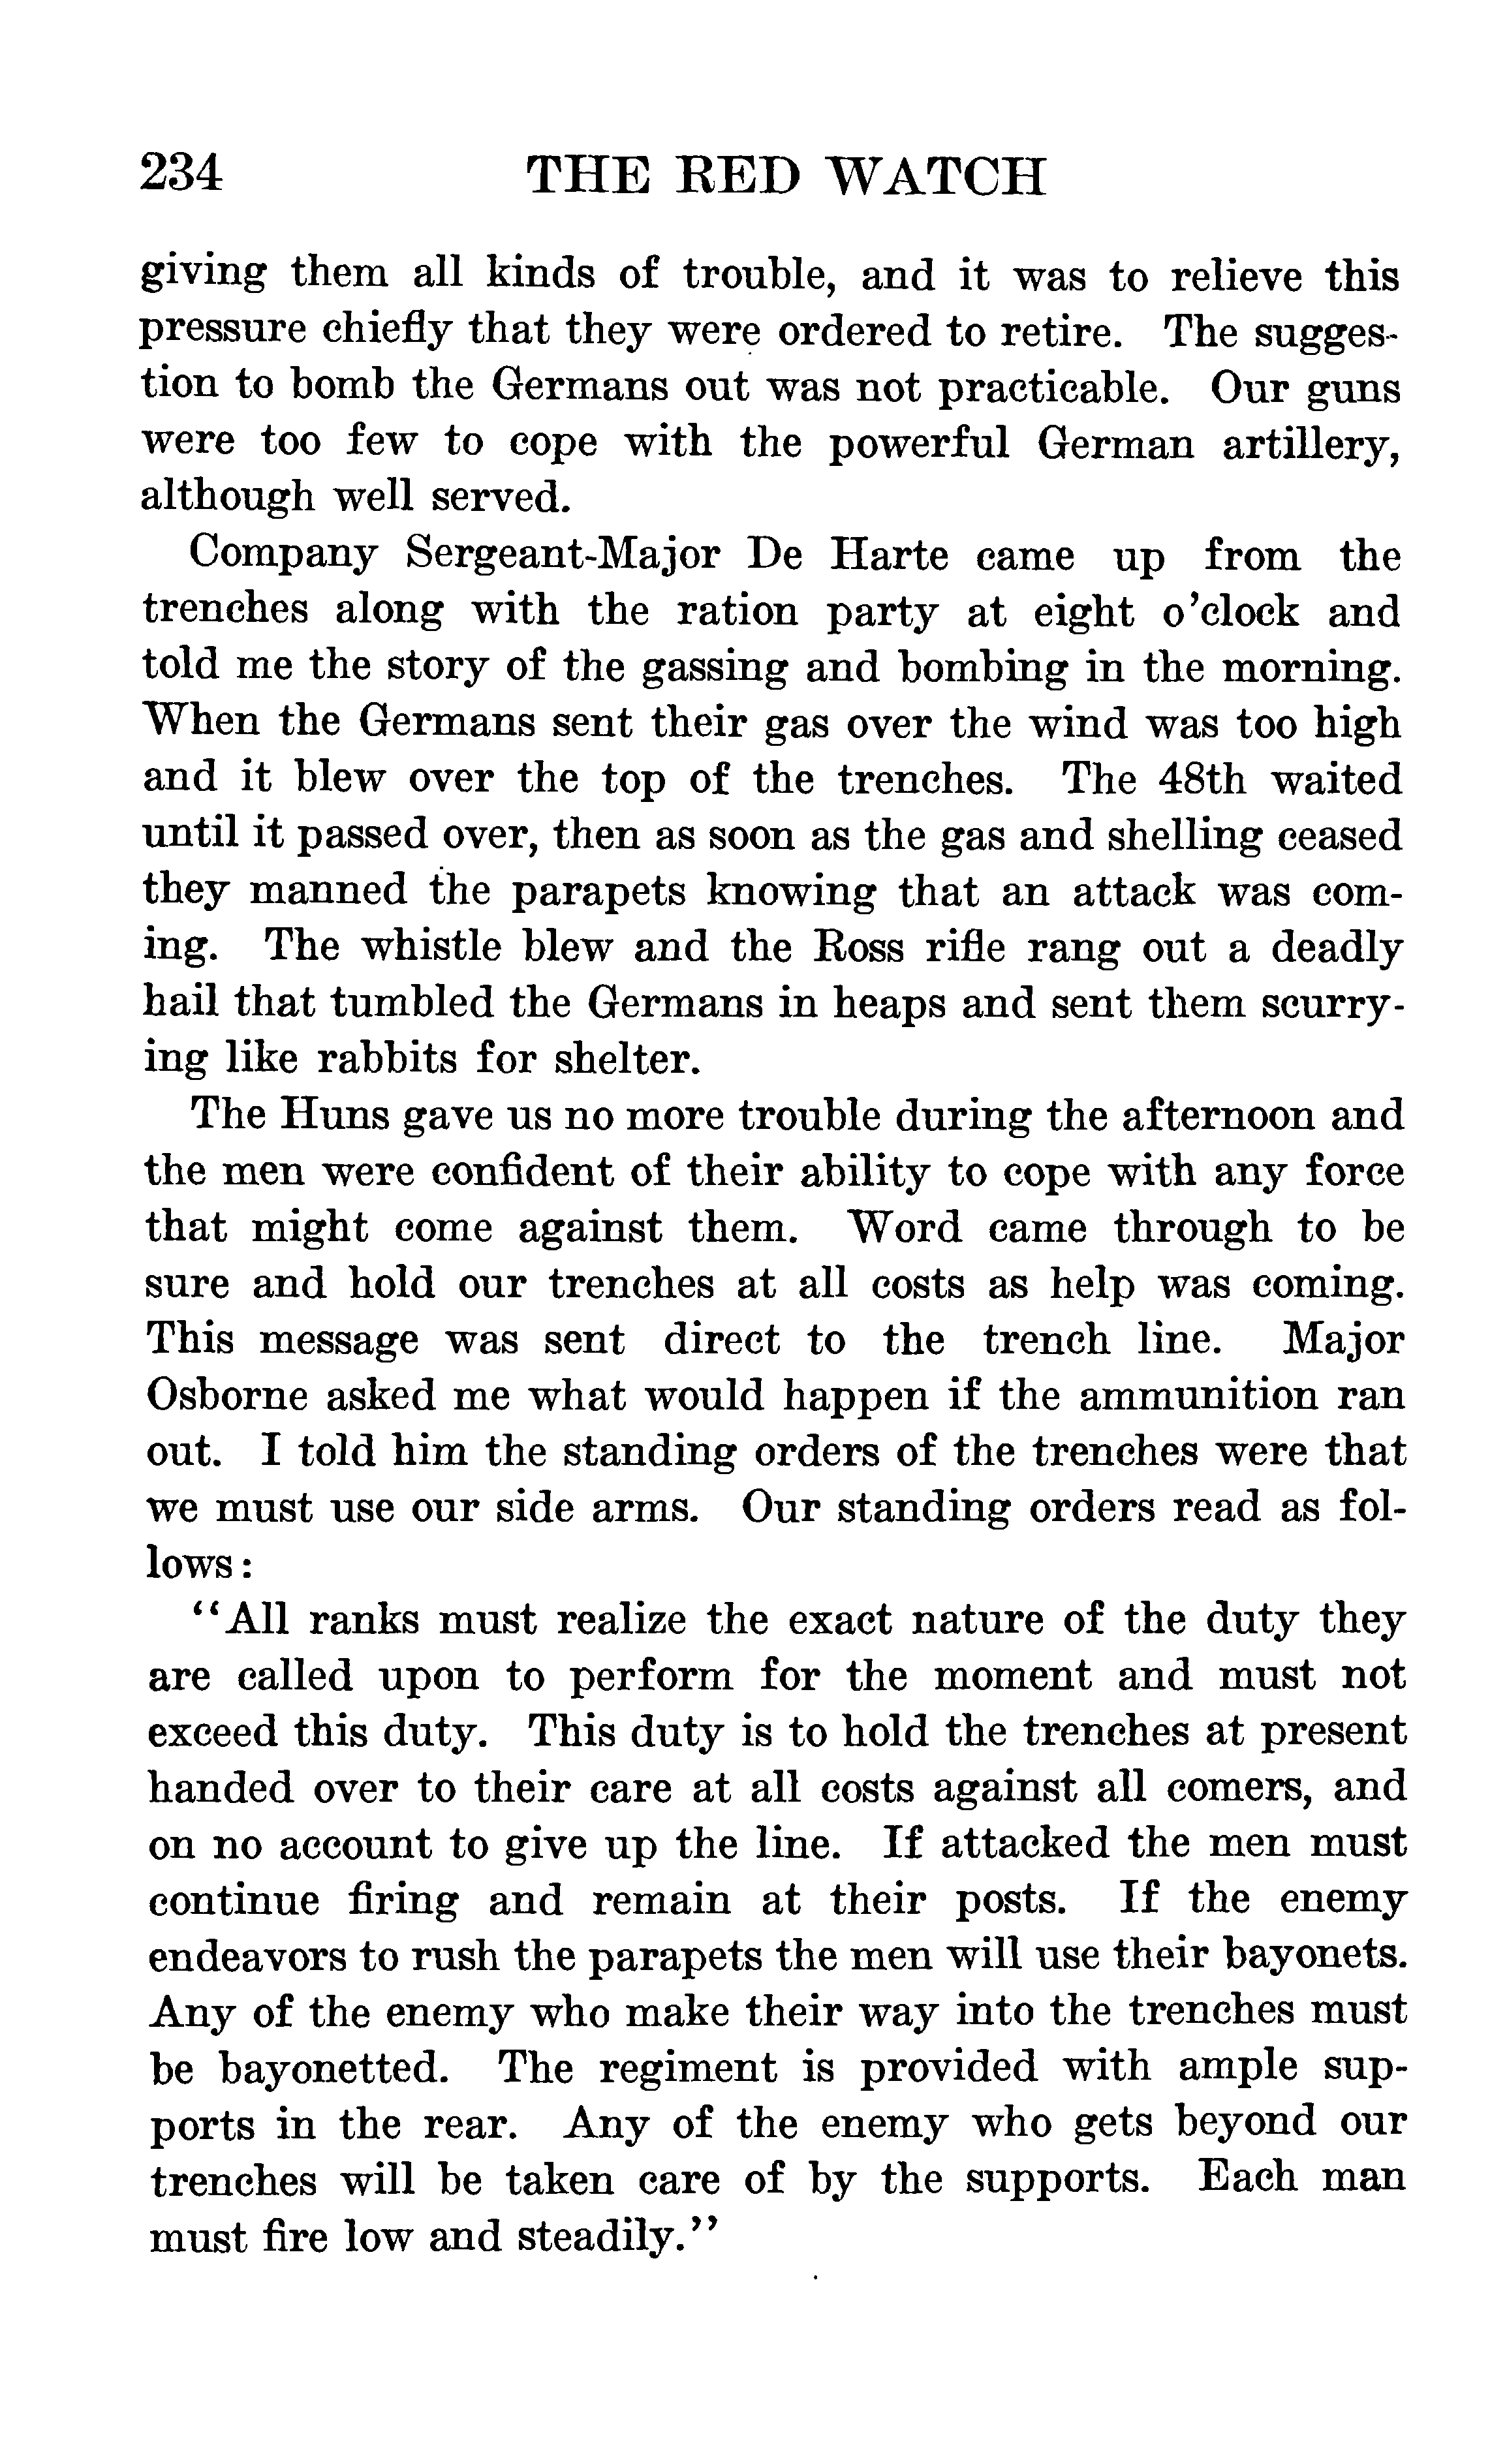 234 THE RED WATCH
giving them all kinds of trouble, and it was to relieve this
pressure chiefly that they were ordered to retire. The sugges-
tion to bomb the Germans out was not practicable. Our guns
were too few to cope with the powerful German artillery,
although well served.
Company Sergeant-Major De Harte came up from the
trenches along with the ration party at eight o'clock and
told me the story of the gassing and bombing in the morning.
When the Germans sent their gas over the wind was too high
and it blew over the top of the trenches. The 48th waited
until it passed over, then as soon as the gas and shelling ceased
they manned the parapets knowing that an attack was com-
ing. The whistle blew and the Ross rifle rang out a deadly
hail that tumbled the Germans in heaps and sent them scurry-
ing like rabbits for shelter.
The Huns gave us no more trouble during the afternoon and
the men were confident of their ability to cope with any force
that might come against them. Word came through to be
sure and hold our trenches at all costs as help was coming.
This message was sent direct to the trench line. Major
Osborne asked me what would happen if the ammunition ran
out. I told him the standing orders of the trenches were that
we must use our side arms. Our standing orders read as fol-
lows:
"All ranks must realize the exact nature of the duty they
are called upon to perform for the moment and must not
exceed this duty. This duty is to hold the trenches at present
handed over to their care at all costs against all comers, and
on no account to give up the line. If attacked the men must
continue firing and remain at their posts. If the enemy
endeavors to rush the parapets the men will use their bayonets.
Any of the enemy who make their way into the trenches must
be bayonetted. The regiment is provided with ample sup-
ports in the rear. Any of the enemy who gets beyond our
trenches will be taken care of by the supports. Each man
must fire low and steadily."